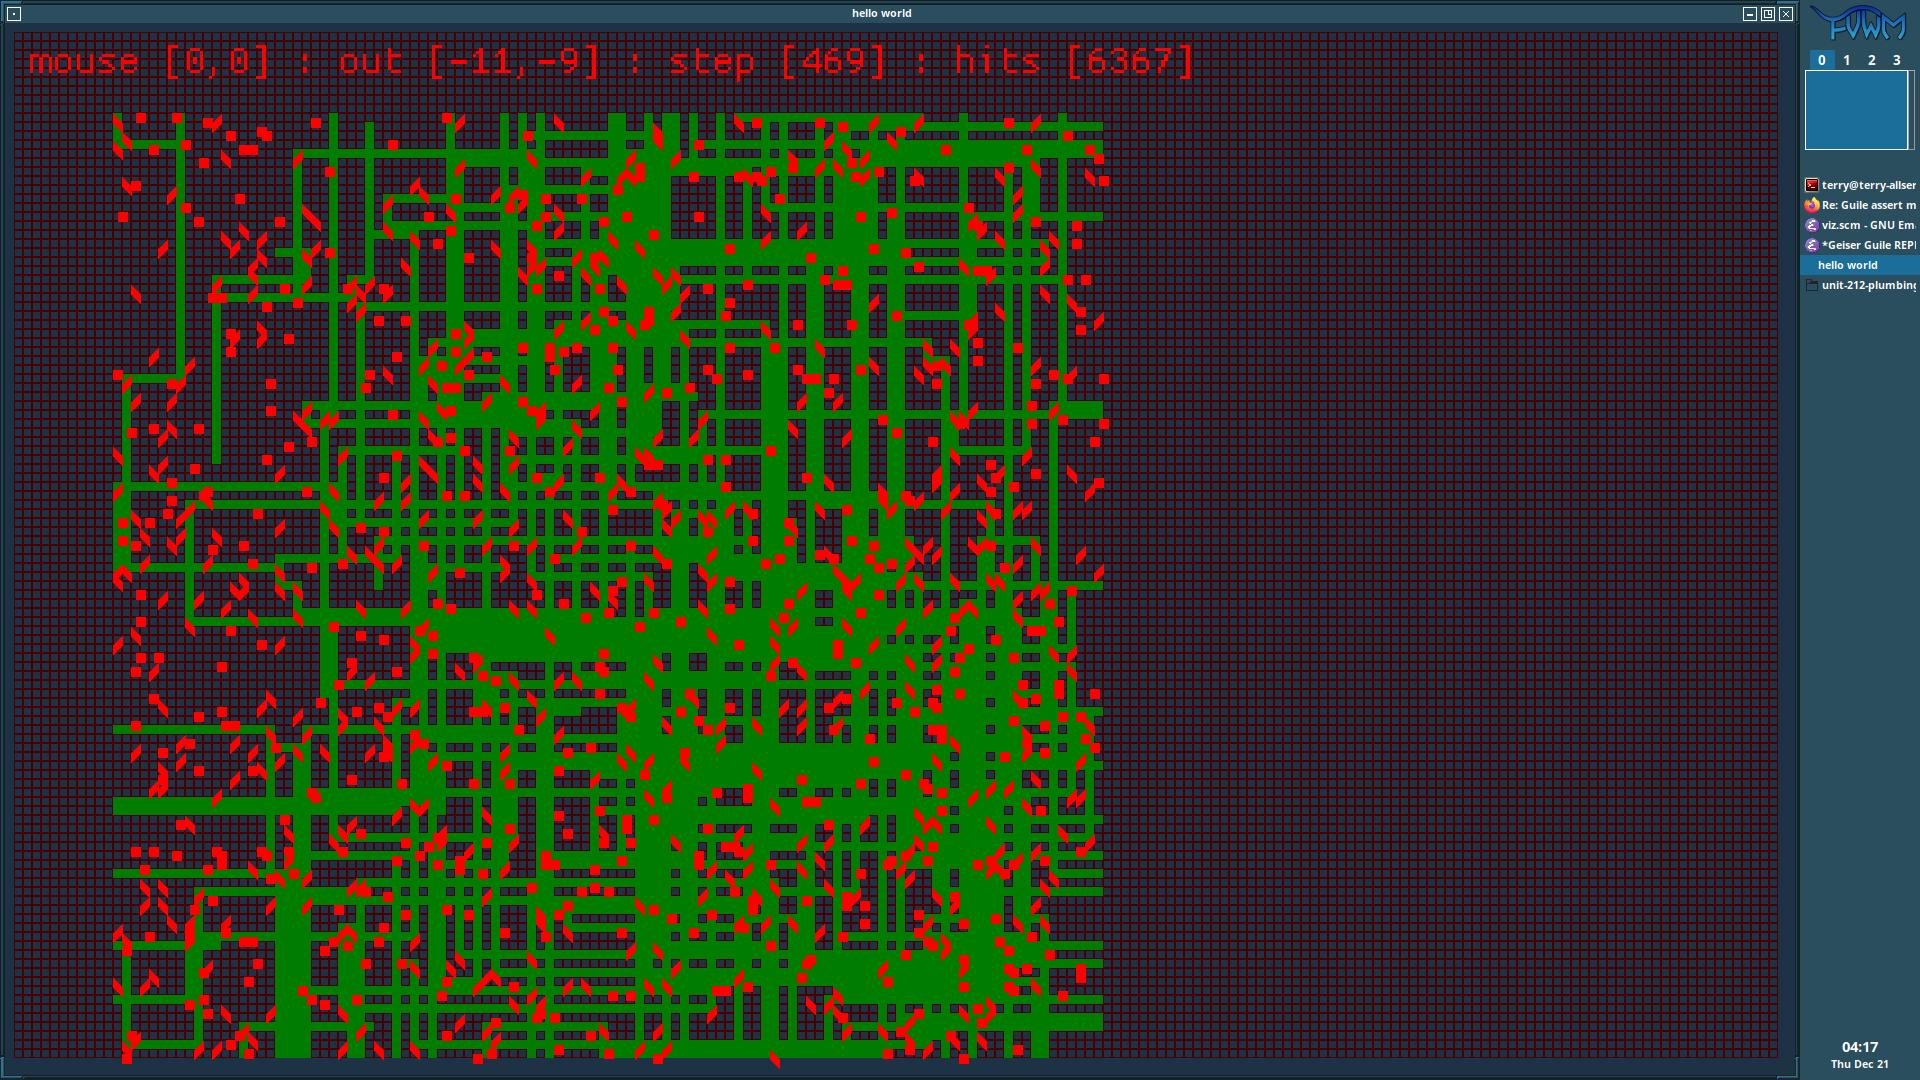 hello world
mouse [0,0] : out [-11,-9] : step [469] : hits [6367]
FVWM
0 1 2 3
terry@terry-allser
Re: Guile assert m
viz.scm - GNU Em
*Geiser Guile REPL
hello world
unit-212-plumbing
04:17
Thu Dec 21